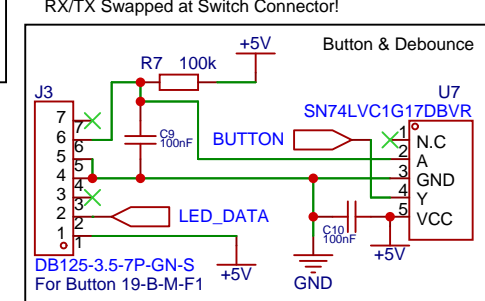 RX/TX Swapped at Switch Connector!
Button & Debounce
+5V
R7 100k
J3
U7
SN74LVC1G17DBVR
7
7
6
6
5
5
4
4
3
3
2
2
1
1
C9
100nF
BUTTON
1
N.C
2
A
3
GND
4
Y
5
VCC
LED_DATA
C10
100nF
+5V
+5V
GND
DB125-3.5-7P-GN-S
For Button 19-B-M-F1